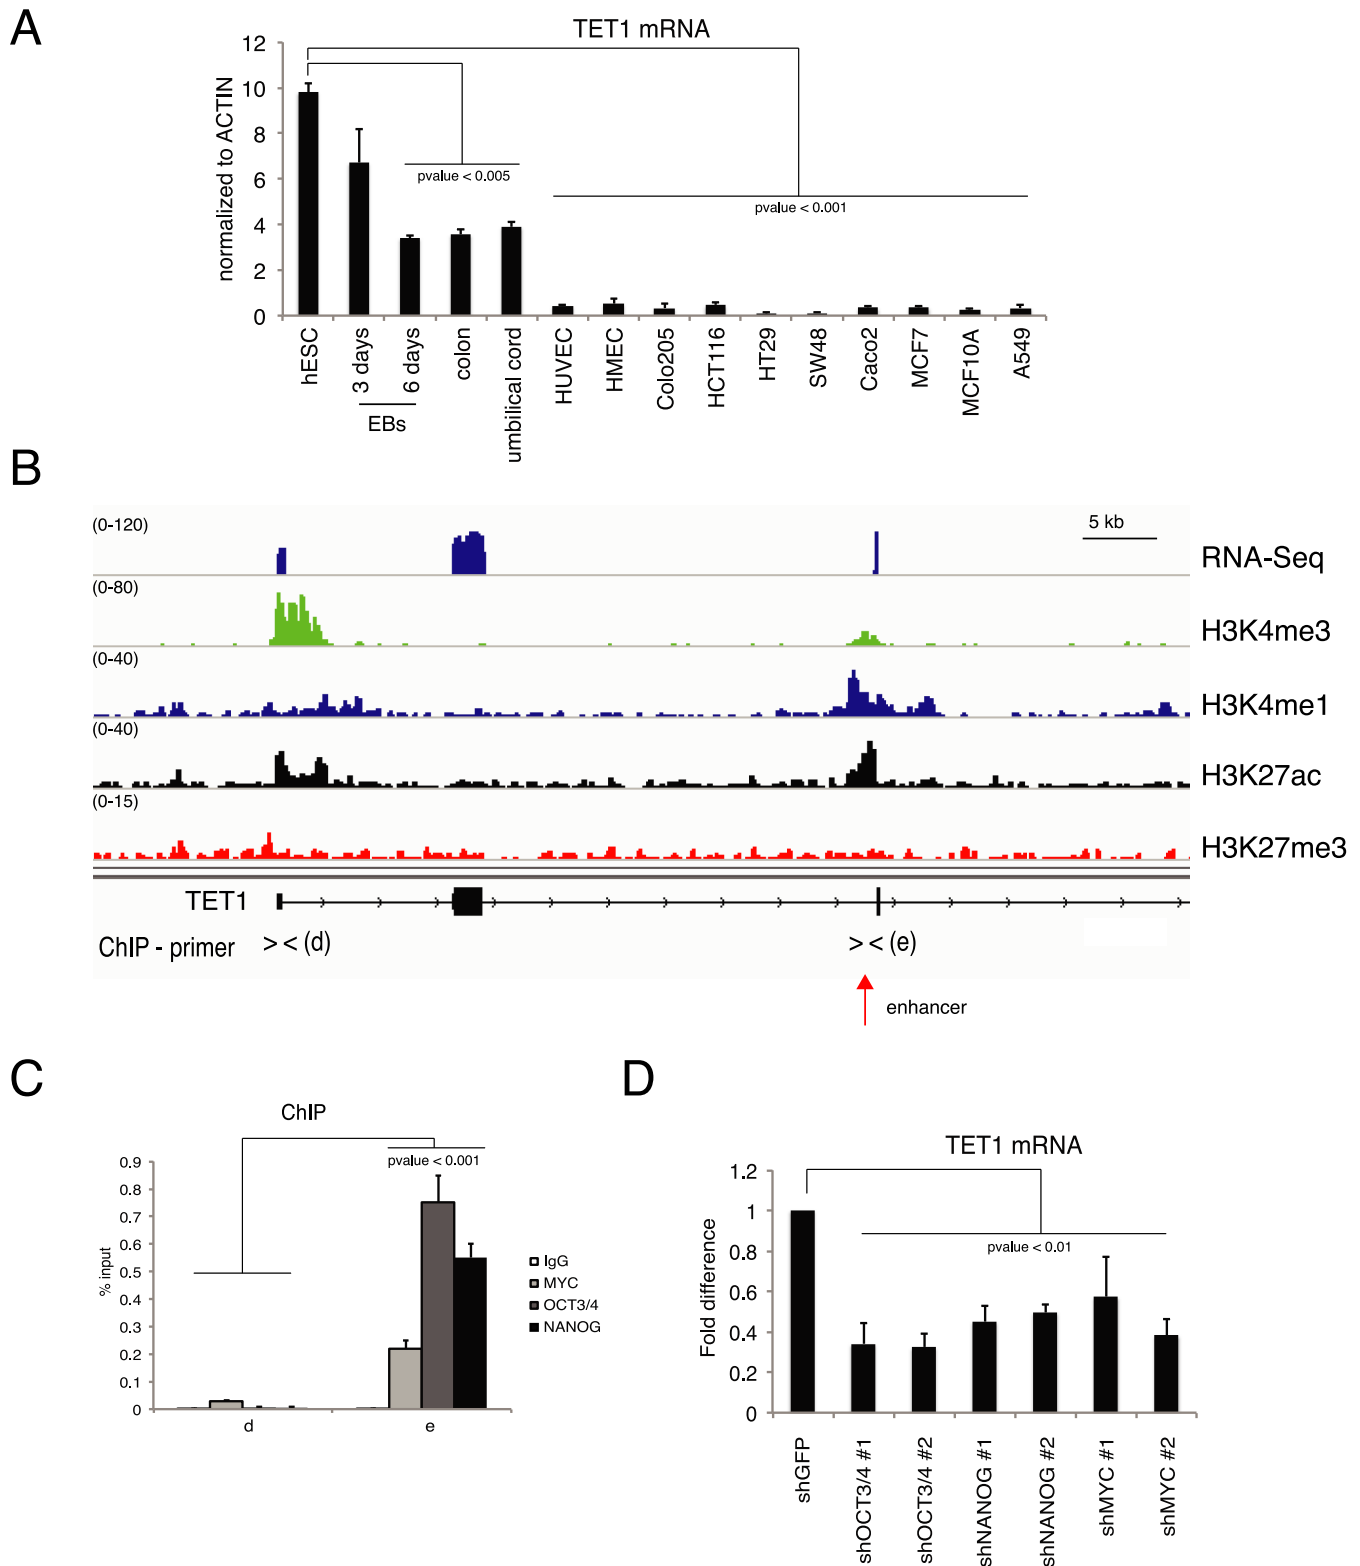 A
TET1 mRNA
normalized to ACTIN
12
10
8
6
4
2
0
pvalue < 0.005
pvalue < 0.001
hESC
3 days
6 days
colon
umbilical cord
HUVEC
HMEC
Colo205
HCT116
HT29
SW48
Caco2
MCF7
MCF10A
A549
EBs
B
(0-120)
5 kb
RNA-Seq
(0-80)
H3K4me3
(0-40)
H3K4me1
(0-40)
H3K27ac
(0-15)
H3K27me3
TET1
ChIP - primer > < (d) > < (e)
enhancer
C
ChIP
pvalue < 0.001
% input
0.9
0.8
0.7
0.6
0.5
0.4
0.3
0.2
0.1
0
d e
IgG
MYC
OCT3/4
NANOG
D
TET1 mRNA
Fold difference
1.2
1
0.8
0.6
0.4
0.2
0
pvalue < 0.01
shGFP
shOCT3/4 #1
shOCT3/4 #2
shNANOG #1
shNANOG #2
shMYC #1
shMYC #2